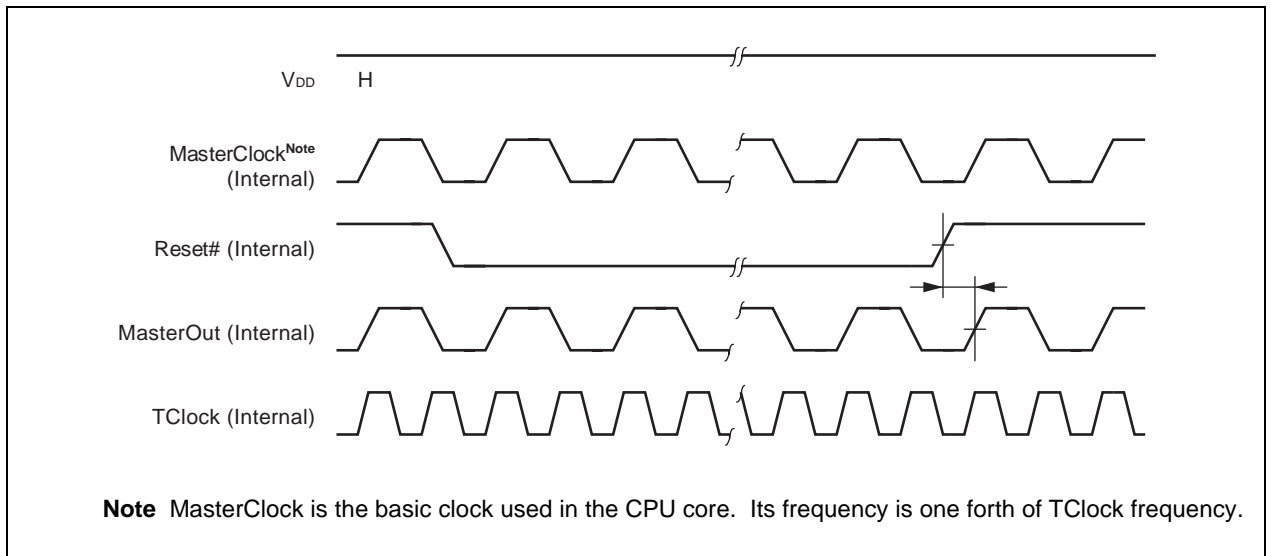 VDD H
MasterClockNote
(Internal)
Reset# (Internal)
MasterOut (Internal)
TClock (Internal)
Note MasterClock is the basic clock used in the CPU core. Its frequency is one forth of TClock frequency.